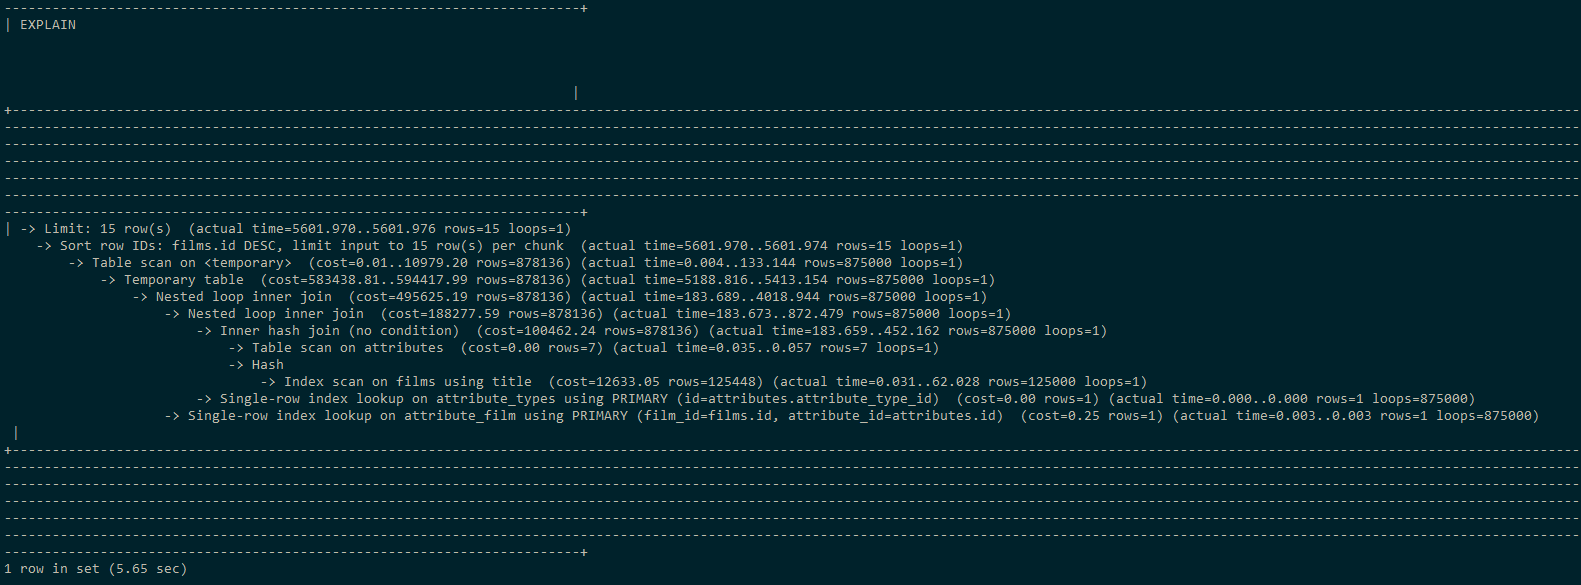 -----------------------------------------------------------------------+
| EXPLAIN
|
+----------------------------------------------------------------------------------------------------------------------------------------------------------------------------------------------------
-----------------------------------------------------------------------------------------------------------------------------------------------------------------------------------------------------
-----------------------------------------------------------------------------------------------------------------------------------------------------------------------------------------------------
-----------------------------------------------------------------------------------------------------------------------------------------------------------------------------------------------------
-----------------------------------------------------------------------------------------------------------------------------------------------------------------------------------------------------
-----------------------------------------------------------------------------------------------------------------------------------------------------------------------------------------------------
------------------------------------------------------------------------+
| -> Limit: 15 row(s)  (actual time=5601.970..5601.976 rows=15 loops=1)
    -> Sort row IDs: films.id DESC, limit input to 15 row(s) per chunk  (actual time=5601.970..5601.974 rows=15 loops=1)
        -> Table scan on <temporary>  (cost=0.01..10979.20 rows=878136) (actual time=0.004..133.144 rows=875000 loops=1)
            -> Temporary table  (cost=583438.81..594417.99 rows=878136) (actual time=5188.816..5413.154 rows=875000 loops=1)
                -> Nested loop inner join  (cost=495625.19 rows=878136) (actual time=183.689..4018.944 rows=875000 loops=1)
                    -> Nested loop inner join  (cost=188277.59 rows=878136) (actual time=183.673..872.479 rows=875000 loops=1)
                        -> Inner hash join (no condition)  (cost=100462.24 rows=878136) (actual time=183.659..452.162 rows=875000 loops=1)
                            -> Table scan on attributes  (cost=0.00 rows=7) (actual time=0.035..0.057 rows=7 loops=1)
                            -> Hash
                                -> Index scan on films using title  (cost=12633.05 rows=125448) (actual time=0.031..62.028 rows=125000 loops=1)
                        -> Single-row index lookup on attribute_types using PRIMARY (id=attributes.attribute_type_id)  (cost=0.00 rows=1) (actual time=0.000..0.000 rows=1 loops=875000)
                    -> Single-row index lookup on attribute_film using PRIMARY (film_id=films.id, attribute_id=attributes.id)  (cost=0.25 rows=1) (actual time=0.003..0.003 rows=1 loops=875000)
 |
+----------------------------------------------------------------------------------------------------------------------------------------------------------------------------------------------------
-----------------------------------------------------------------------------------------------------------------------------------------------------------------------------------------------------
-----------------------------------------------------------------------------------------------------------------------------------------------------------------------------------------------------
-----------------------------------------------------------------------------------------------------------------------------------------------------------------------------------------------------
-----------------------------------------------------------------------------------------------------------------------------------------------------------------------------------------------------
-----------------------------------------------------------------------------------------------------------------------------------------------------------------------------------------------------
------------------------------------------------------------------------+
1 row in set (5.65 sec)